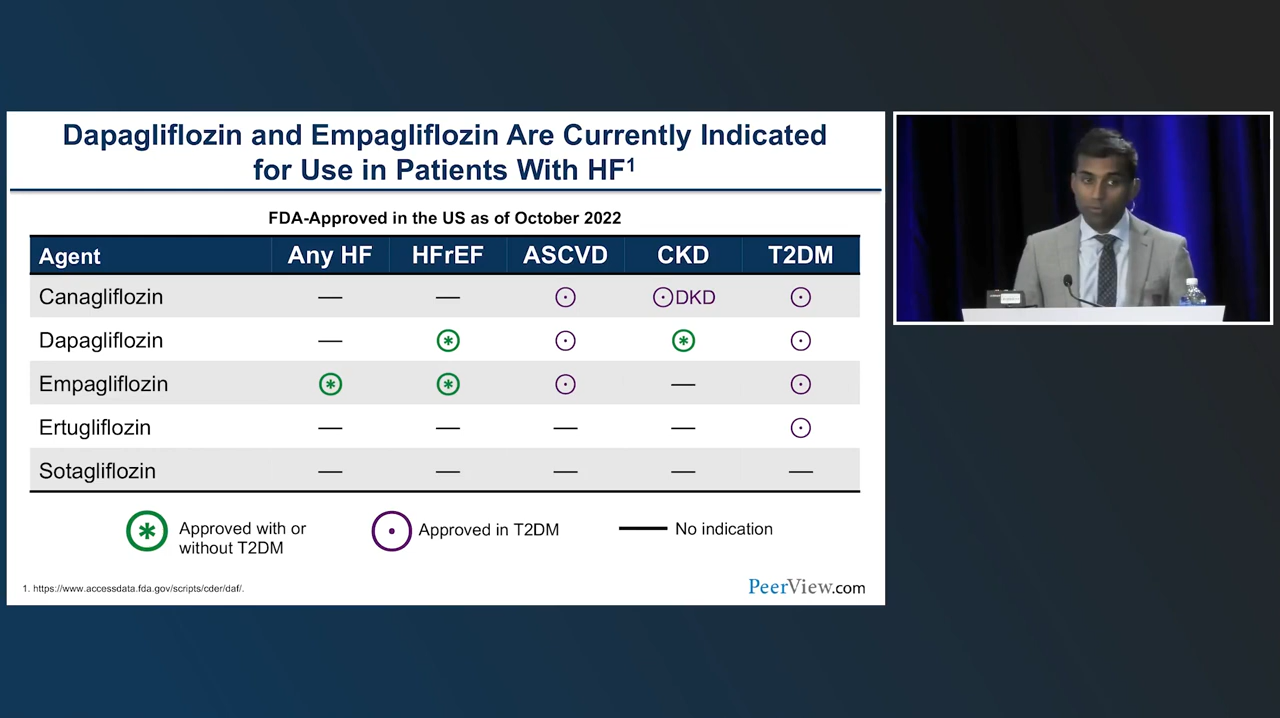 Dapagliflozin and Empagliflozin Are Currently Indicated
for Use in Patients With HF1
FDA-Approved in the US as of October 2022
Agent Any HF HFrEF ASCVD CKD T2DM
Canagliflozin — — ⊙ ⊙DKD ⊙
Dapagliflozin — ⊛ ⊙ ⊛ ⊙
Empagliflozin ⊛ ⊛ ⊙ — ⊙
Ertugliflozin — — — — ⊙
Sotagliflozin — — — — —
⊛ Approved with or
without T2DM
⊙ Approved in T2DM
— No indication
1. https://www.accessdata.fda.gov/scripts/cder/daf/.
PeerView.com